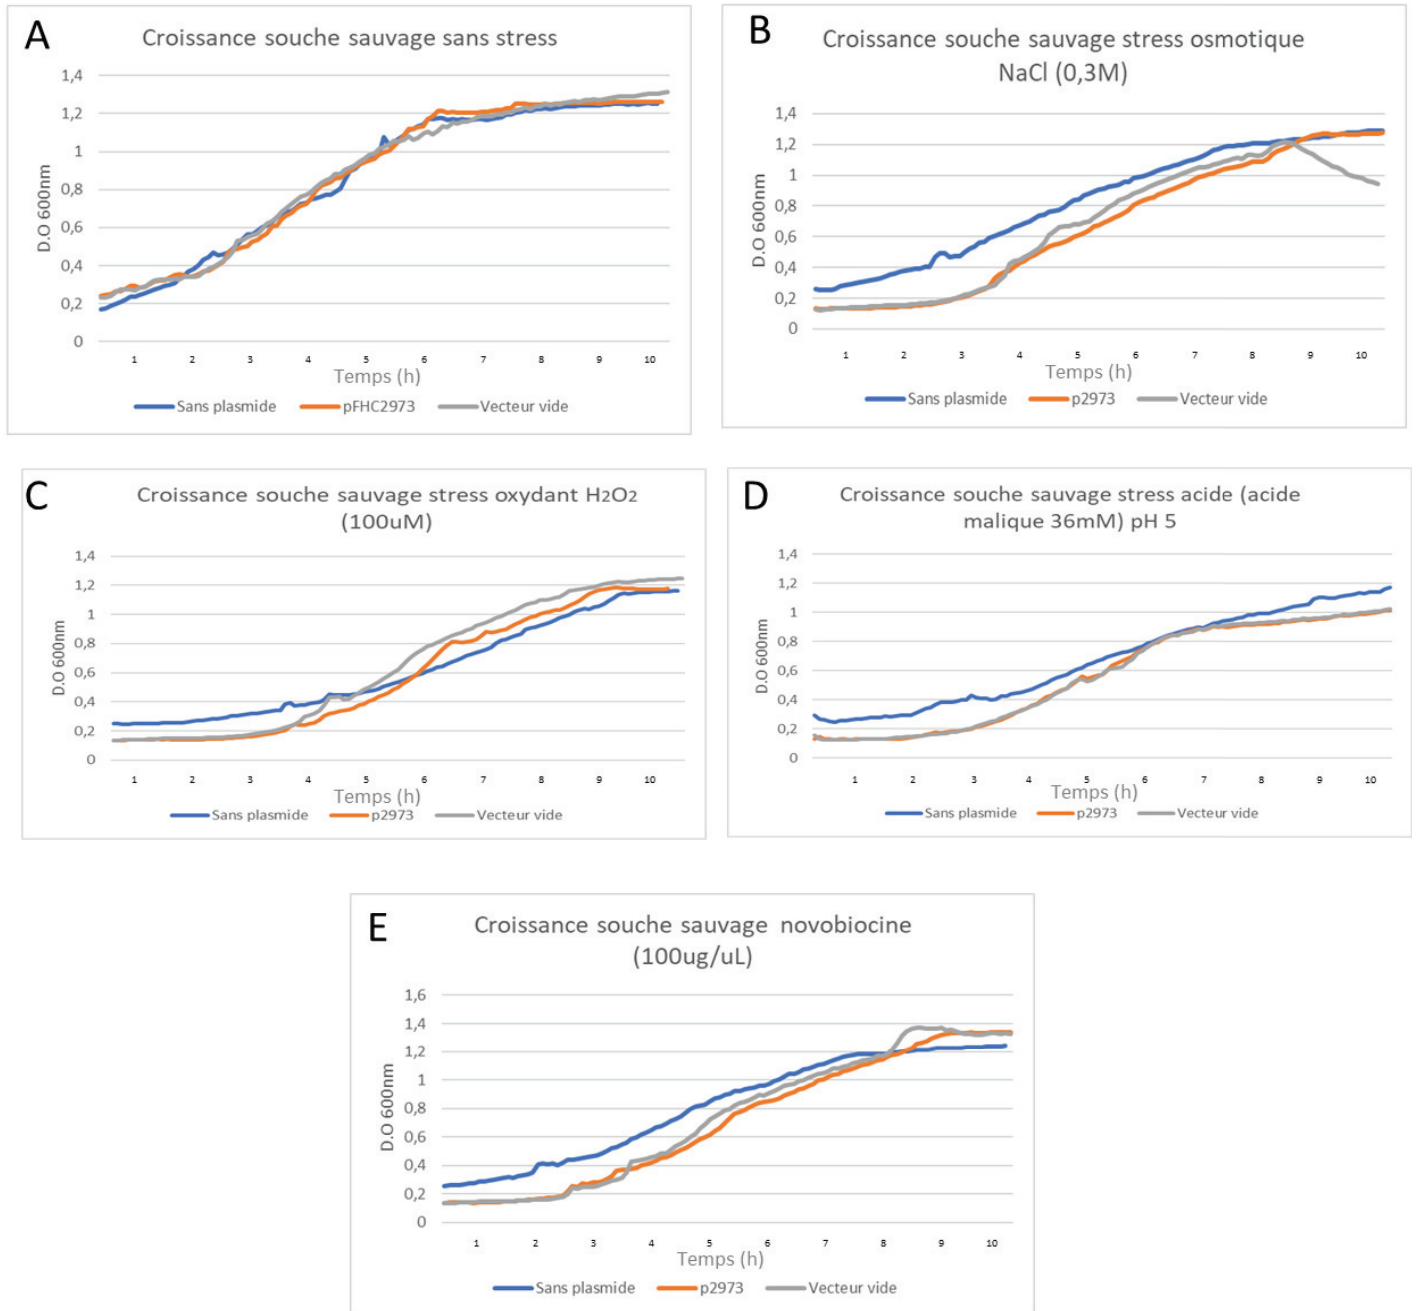 A
Croissance souche sauvage sans stress
1,4
1,2
1
0,8
0,6
0,4
0,2
0
D.O 600nm
1 2 3 4 5 6 7 8 9 10
Temps (h)
Sans plasmide pFHC2973 Vecteur vide
B
Croissance souche sauvage stress osmotique
NaCl (0,3M)
1,4
1,2
1
0,8
0,6
0,4
0,2
0
D.O 600nm
1 2 3 4 5 6 7 8 9 10
Temps (h)
Sans plasmide p2973 Vecteur vide
C
Croissance souche sauvage stress oxydant H2O2
(100uM)
1,4
1,2
1
0,8
0,6
0,4
0,2
0
D.O 600nm
1 2 3 4 5 6 7 8 9 10
Temps (h)
Sans plasmide p2973 Vecteur vide
D
Croissance souche sauvage stress acide (acide
malique 36mM) pH 5
1,4
1,2
1
0,8
0,6
0,4
0,2
0
D.O 600nm
1 2 3 4 5 6 7 8 9 10
Temps (h)
Sans plasmide p2973 Vecteur vide
E
Croissance souche sauvage novobiocine
(100ug/uL)
1,6
1,4
1,2
1
0,8
0,6
0,4
0,2
0
D.O 600nm
1 2 3 4 5 6 7 8 9 10
Temps (h)
Sans plasmide p2973 Vecteur vide